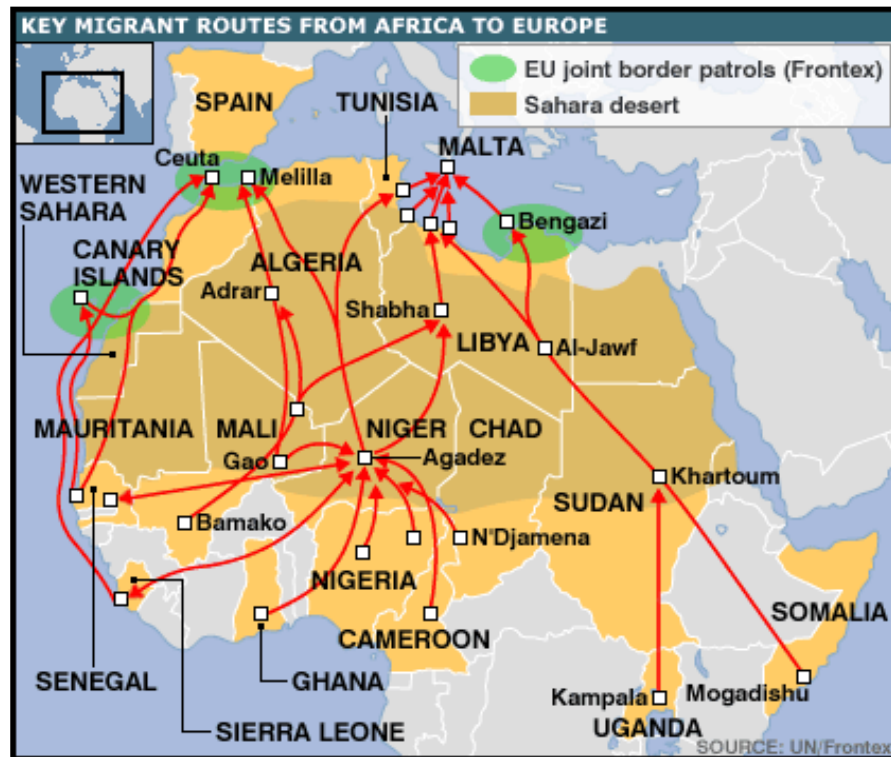 KEY MIGRANT ROUTES FROM AFRICA TO EUROPE
EU joint border patrols (Frontex)
Sahara desert
SPAIN
TUNISIA
Ceuta
Melilla
MALTA
WESTERN
SAHARA
Bengazi
CANARY
ISLANDS
ALGERIA
Adrar
Shabha
LIBYA
Al-Jawf
MAURITANIA
MALI
NIGER
CHAD
Gao
Agadez
Khartoum
SUDAN
Bamako
N'Djamena
NIGERIA
SOMALIA
CAMEROON
SENEGAL
GHANA
Kampala
Mogadishu
SIERRA LEONE
UGANDA
SOURCE: UN/Frontex